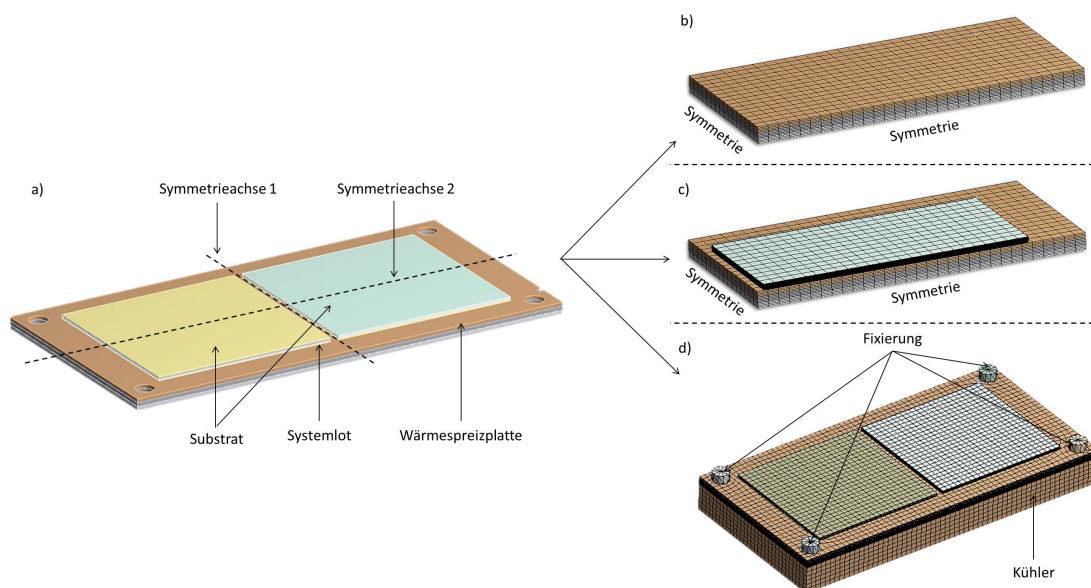 a)
Symmetrieachse 1
Symmetrieachse 2
Substrat
Systemlot
Wärmespreizplatte
b)
Symmetrie
Symmetrie
c)
Symmetrie
Symmetrie
d)
Fixierung
Kühler